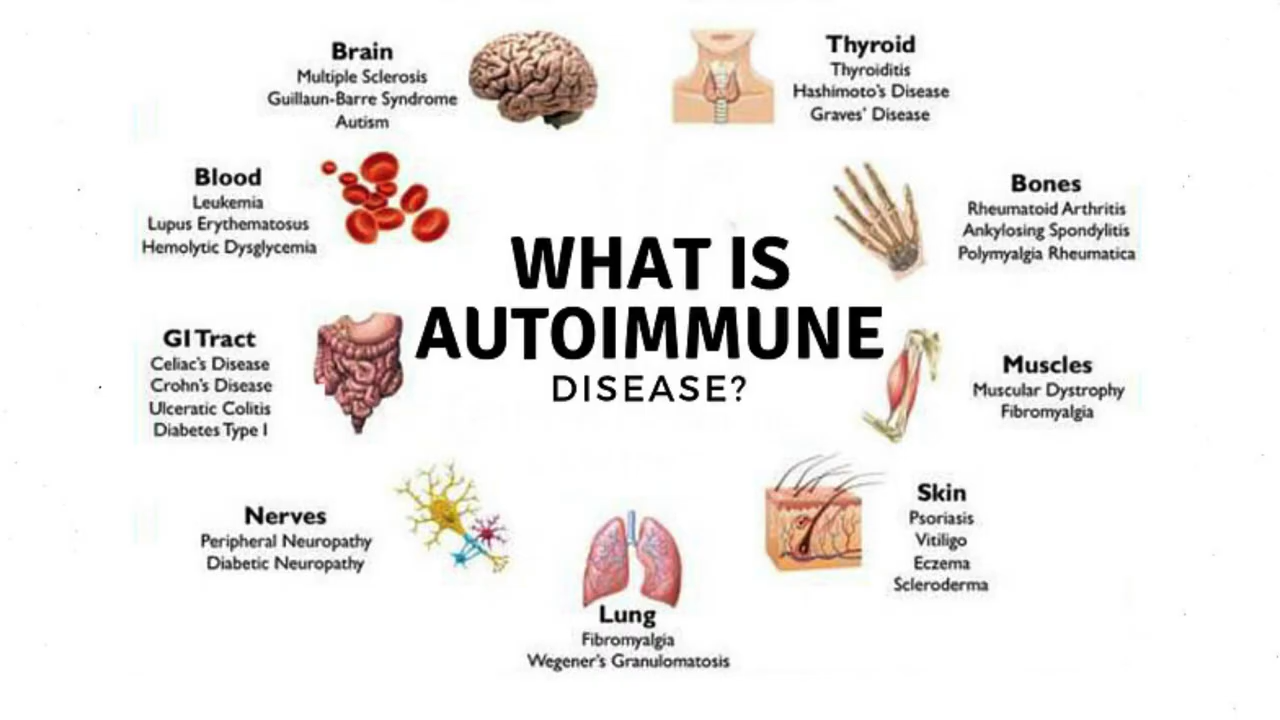 Brain
Multiple Sclerosis
Guillaun-Barre Syndrome
Autism
Thyroid
Thyroiditis
Hashimoto's Disease
Graves' Disease
Blood
Leukemia
Lupus Erythematosus
Hemolytic Dysglycemia
Bones
Rheumatoid Arthritis
Ankylosing Spondylitis
Polymyalgia Rheumatica
WHAT IS
AUTOIMMUNE
DISEASE?
GI Tract
Celiac's Disease
Crohn's Disease
Ulceratic Colitis
Diabetes Type I
Muscles
Muscular Dystrophy
Fibromyalgia
Nerves
Peripheral Neuropathy
Diabetic Neuropathy
Skin
Psoriasis
Vitiligo
Eczema
Scleroderma
Lung
Fibromyalgia
Wegener's Granulomatosis